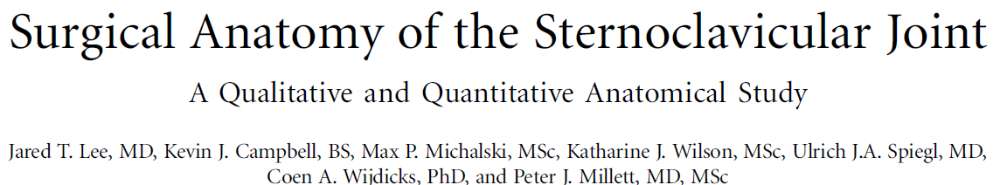 Surgical Anatomy of the Sternoclavicular Joint
A Qualitative and Quantitative Anatomical Study
Jared T. Lee, MD, Kevin J. Campbell, BS, Max P. Michalski, MSc, Katharine J. Wilson, MSc, Ulrich J.A. Spiegl, MD,
Coen A. Wijdicks, PhD, and Peter J. Millett, MD, MSc